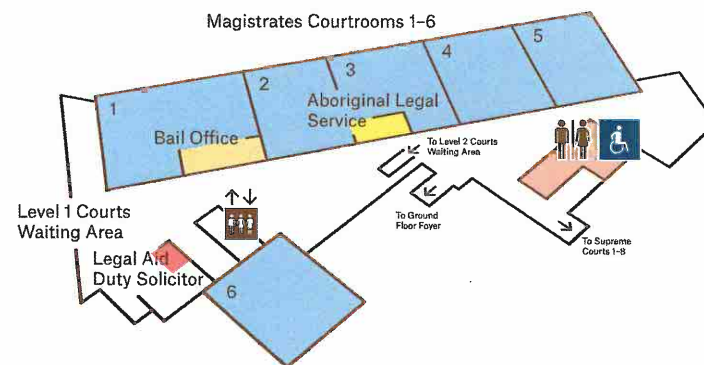 Magistrates Courtrooms 1–6
1
2
3
4
5
Bail Office
Aboriginal Legal
Service
To Level 2 Courts
Waiting Area
To Ground
Floor Foyer
To Supreme
Courts 1–8
Level 1 Courts
Waiting Area
Legal Aid
Duty Solicitor
6